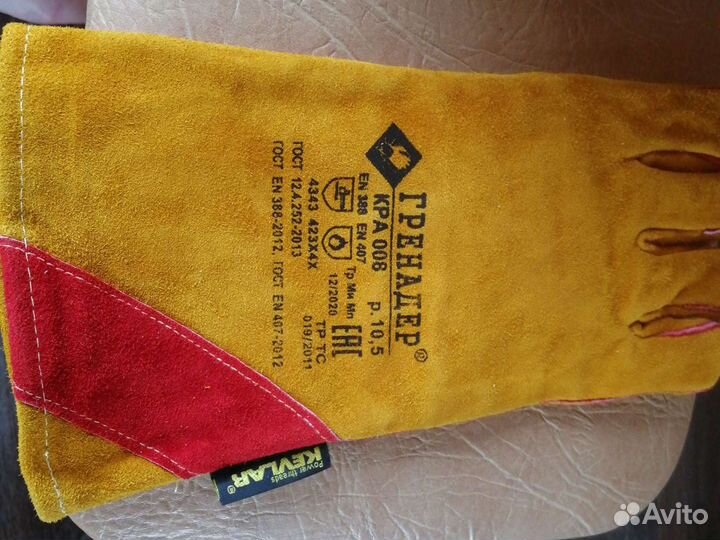 ГРЕНАДЕР®
КРА 008 р. 10,5
EN 388 EN 407
Тр Ми Мп
12/2020
ЕАС
4343 423X4X
ТР ТС
019/2011
ГОСТ 12.4.252-2013
ГОСТ EN 388-2012, ГОСТ EN 407-2012
Power threads
KEVLAR®
Avito